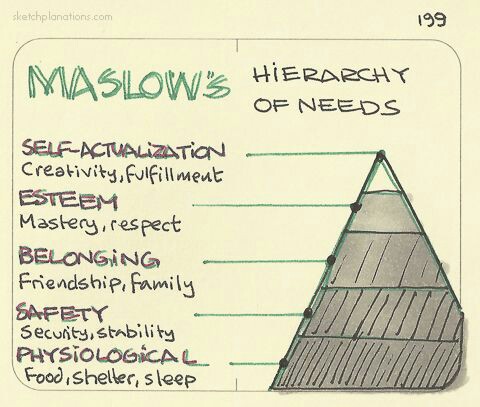 sketchplanations.com
199
MASLOW'S HIERARCHY
OF NEEDS
SELF-ACTUALIZATION
Creativity, fulfillment
ESTEEM
Mastery, respect
BELONGING
Friendship, family
SAFETY
Security, stability
PHYSIOLOGICAL
Food, shelter, sleep